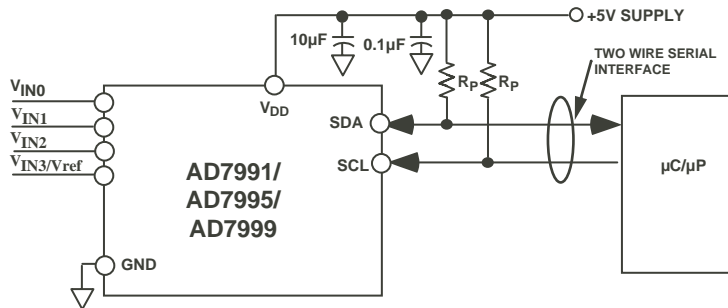 +5V SUPPLY
10µF
0.1µF
RP
RP
TWO WIRE SERIAL
INTERFACE
VIN0
VIN1
VIN2
VIN3/Vref
VDD
SDA
SCL
AD7991/
AD7995/
AD7999
µC/µP
GND